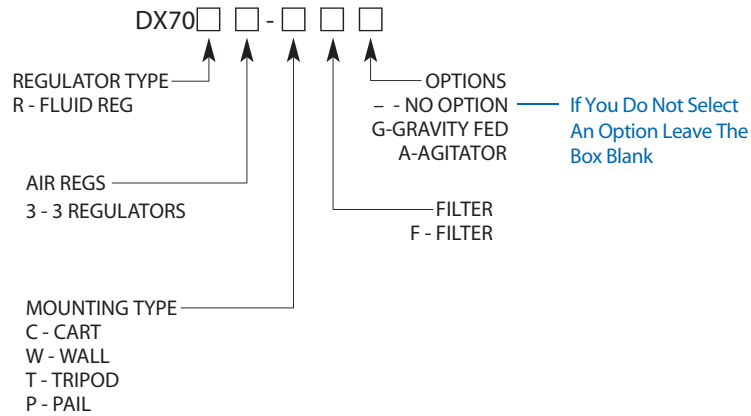 DX70□ □ - □ □ □
REGULATOR TYPE
R - FLUID REG
AIR REGS
3 - 3 REGULATORS
MOUNTING TYPE
C - CART
W - WALL
T - TRIPOD
P - PAIL
OPTIONS
– - NO OPTION
G-GRAVITY FED
A-AGITATOR
If You Do Not Select
An Option Leave The
Box Blank
FILTER
F - FILTER